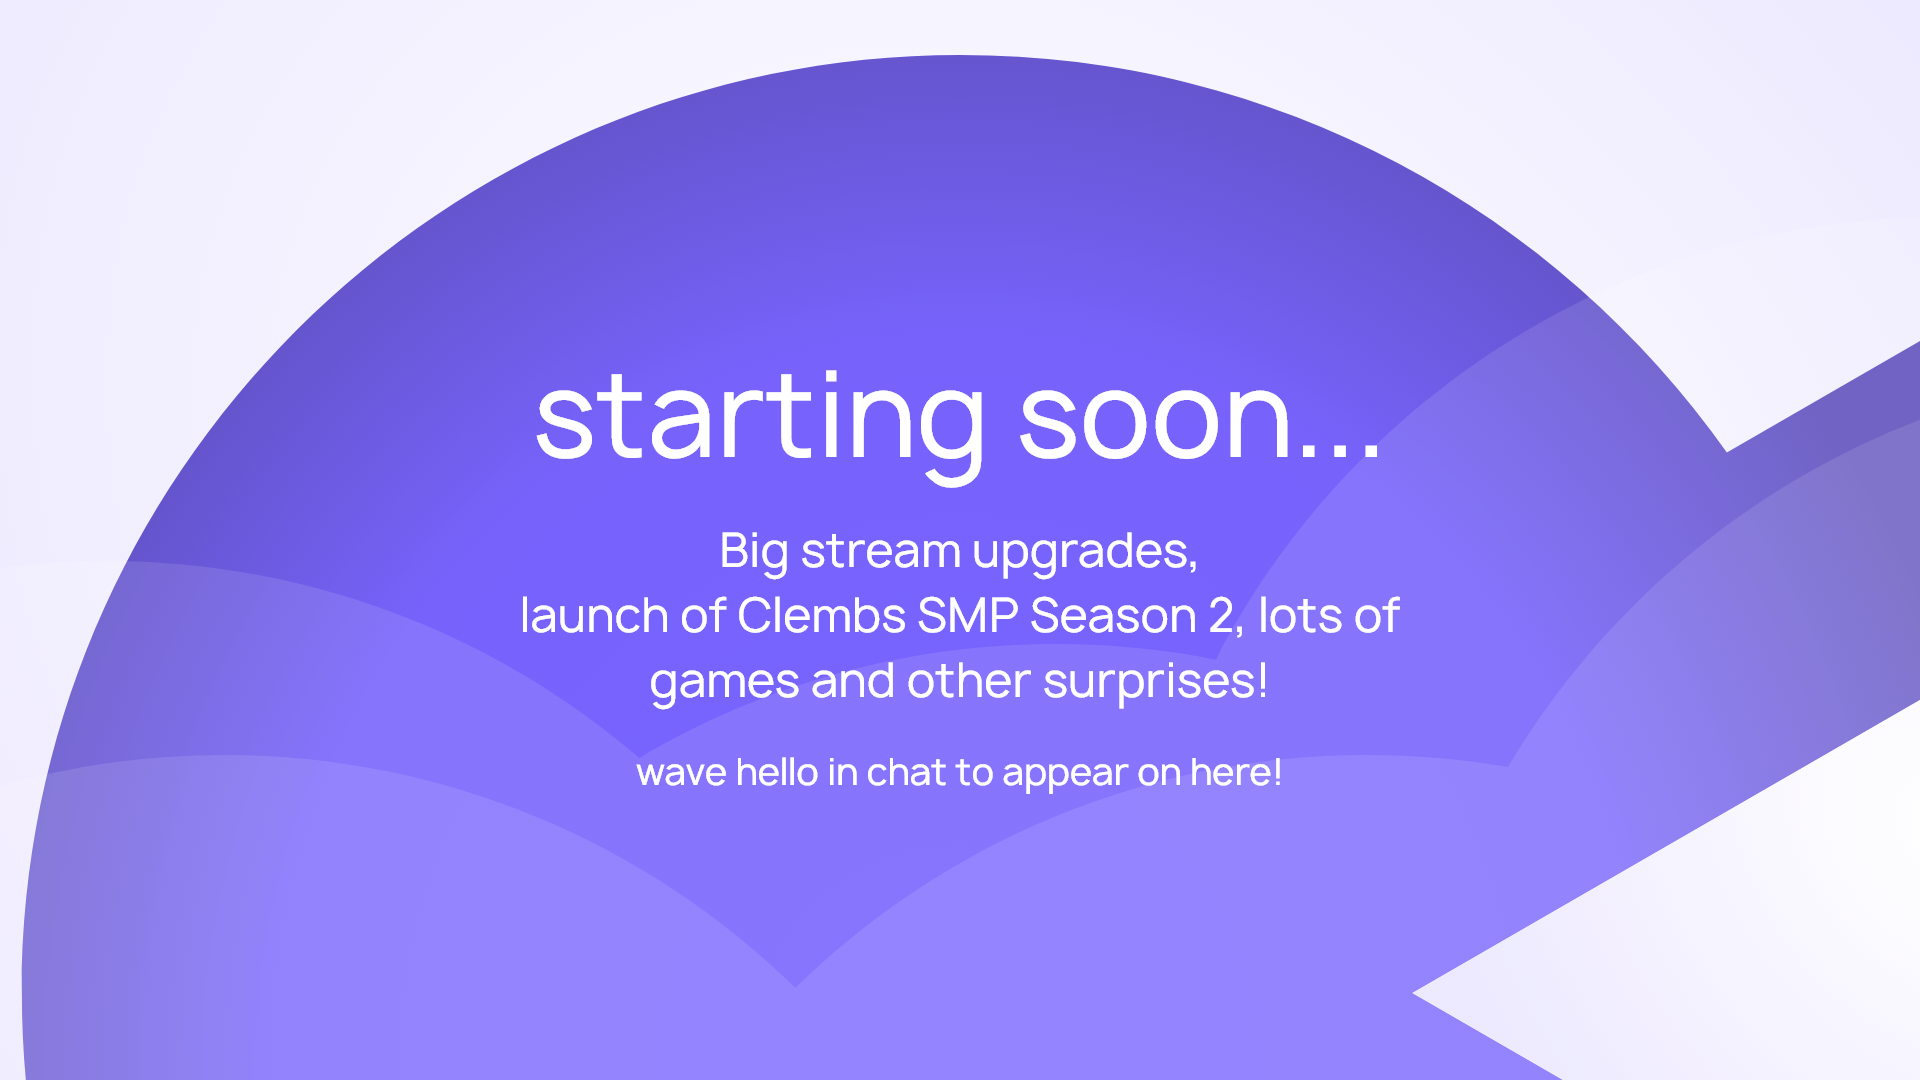 starting soon...
Big stream upgrades,
launch of Clembs SMP Season 2, lots of
games and other surprises!
wave hello in chat to appear on here!